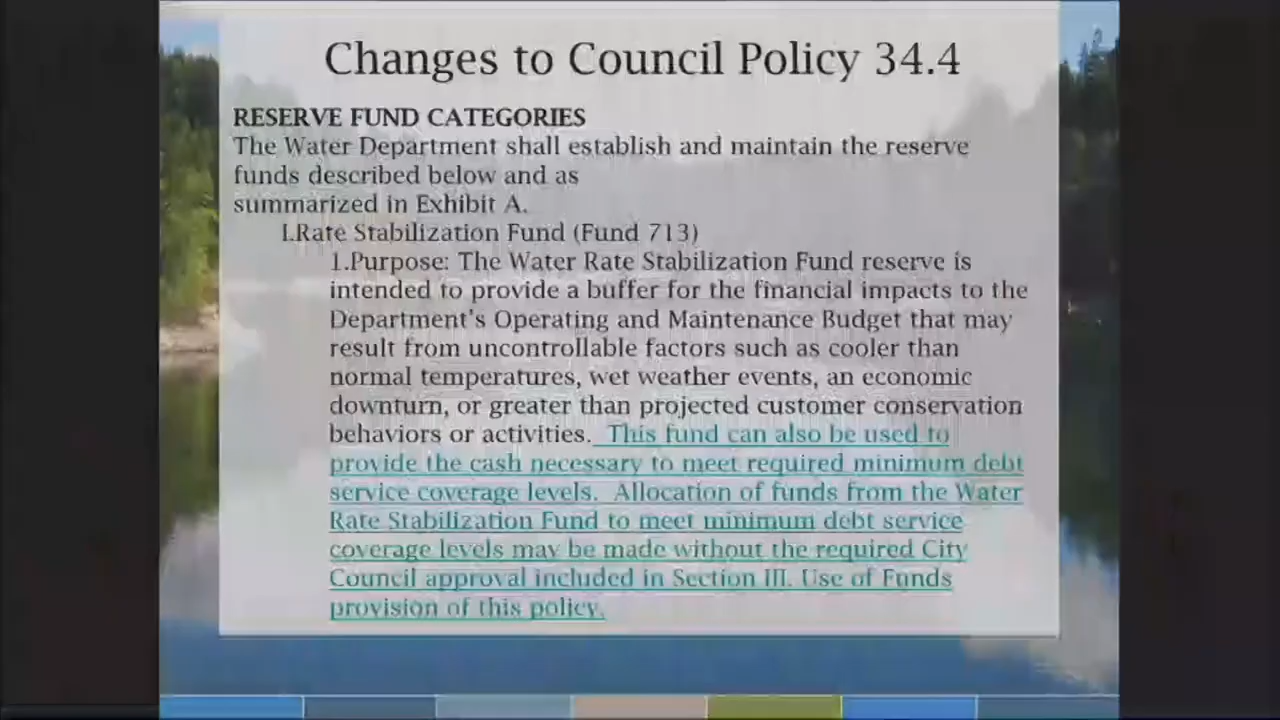 Changes to Council Policy 34.4
RESERVE FUND CATEGORIES
The Water Department shall establish and maintain the reserve
funds described below and as
summarized in Exhibit A.
I.Rate Stabilization Fund (Fund 713)
1.Purpose: The Water Rate Stabilization Fund reserve is
intended to provide a buffer for the financial impacts to the
Department's Operating and Maintenance Budget that may
result from uncontrollable factors such as cooler than
normal temperatures, wet weather events, an economic
downturn, or greater than projected customer conservation
behaviors or activities. This fund can also be used to
provide the cash necessary to meet required minimum debt
service coverage levels. Allocation of funds from the Water
Rate Stabilization Fund to meet minimum debt service
coverage levels may be made without the required City
Council approval included in Section III. Use of Funds
provision of this policy.